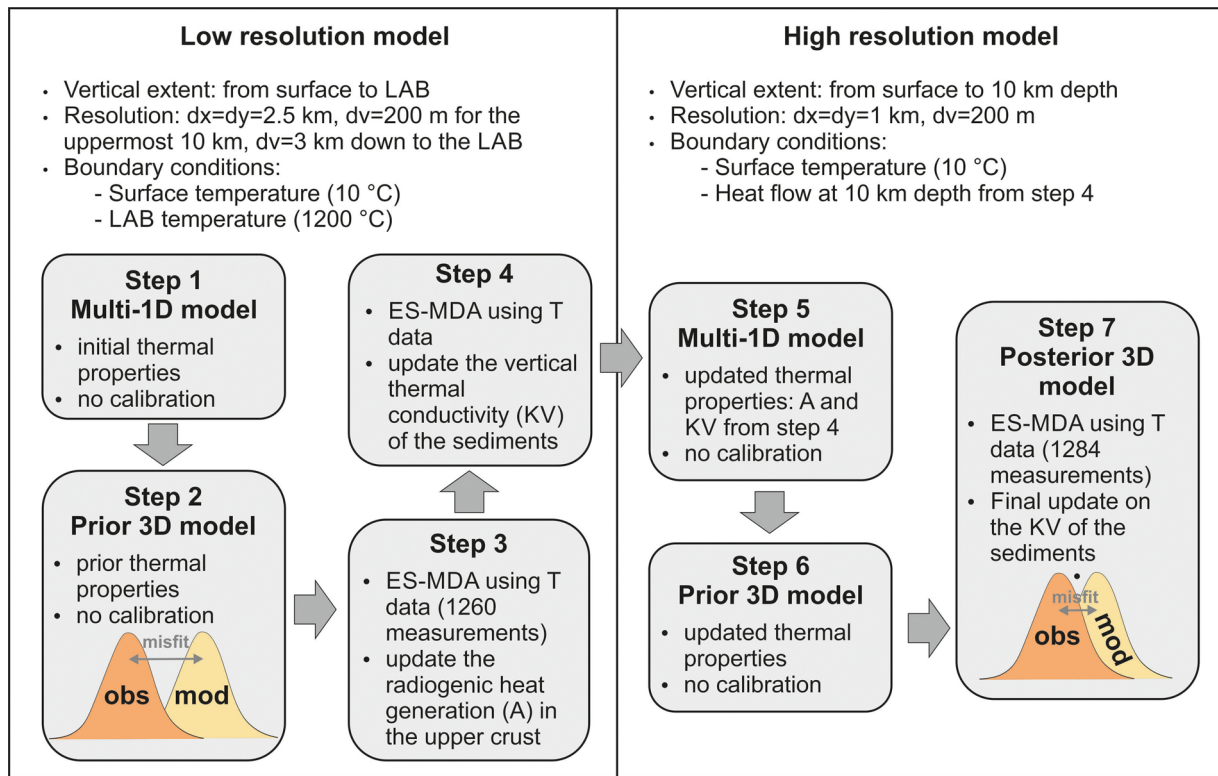 Low resolution model
• Vertical extent: from surface to LAB
• Resolution: dx=dy=2.5 km, dv=200 m for the
uppermost 10 km, dv=3 km down to the LAB
• Boundary conditions:
- Surface temperature (10 °C)
- LAB temperature (1200 °C)
Step 1
Multi-1D model
• initial thermal
properties
• no calibration
Step 2
Prior 3D model
• prior thermal
properties
• no calibration
misfit
obs
mod
Step 3
• ES-MDA using T
data (1260
measurements)
• update the
radiogenic heat
generation (A) in
the upper crust
Step 4
• ES-MDA using T
data
• update the vertical
thermal
conductivity (KV)
of the sediments
High resolution model
• Vertical extent: from surface to 10 km depth
• Resolution: dx=dy=1 km, dv=200 m
• Boundary conditions:
- Surface temperature (10 °C)
- Heat flow at 10 km depth from step 4
Step 5
Multi-1D model
• updated thermal
properties: A and
KV from step 4
• no calibration
Step 6
Prior 3D model
• updated thermal
properties
• no calibration
Step 7
Posterior 3D
model
• ES-MDA using T
data (1284
measurements)
• Final update on
the KV of the
sediments
•
misfit
obs
mod